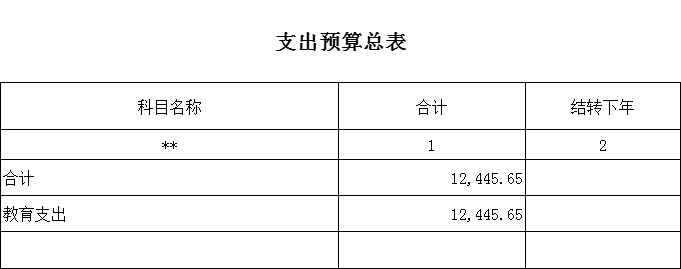 支出预算总表
科目名称 合计 结转下年
** 1 2
合计 12,445.65
教育支出 12,445.65